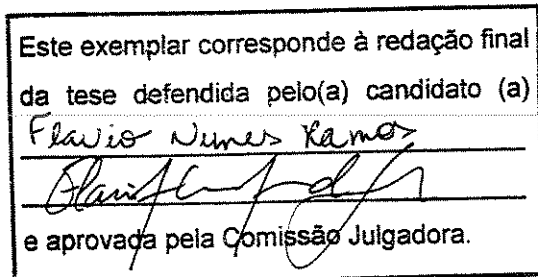 Este exemplar corresponde à redação final
da tese defendida pelo(a) candidato (a)
Flavio Nunes Ramos
e aprovada pela Comissão Julgadora.